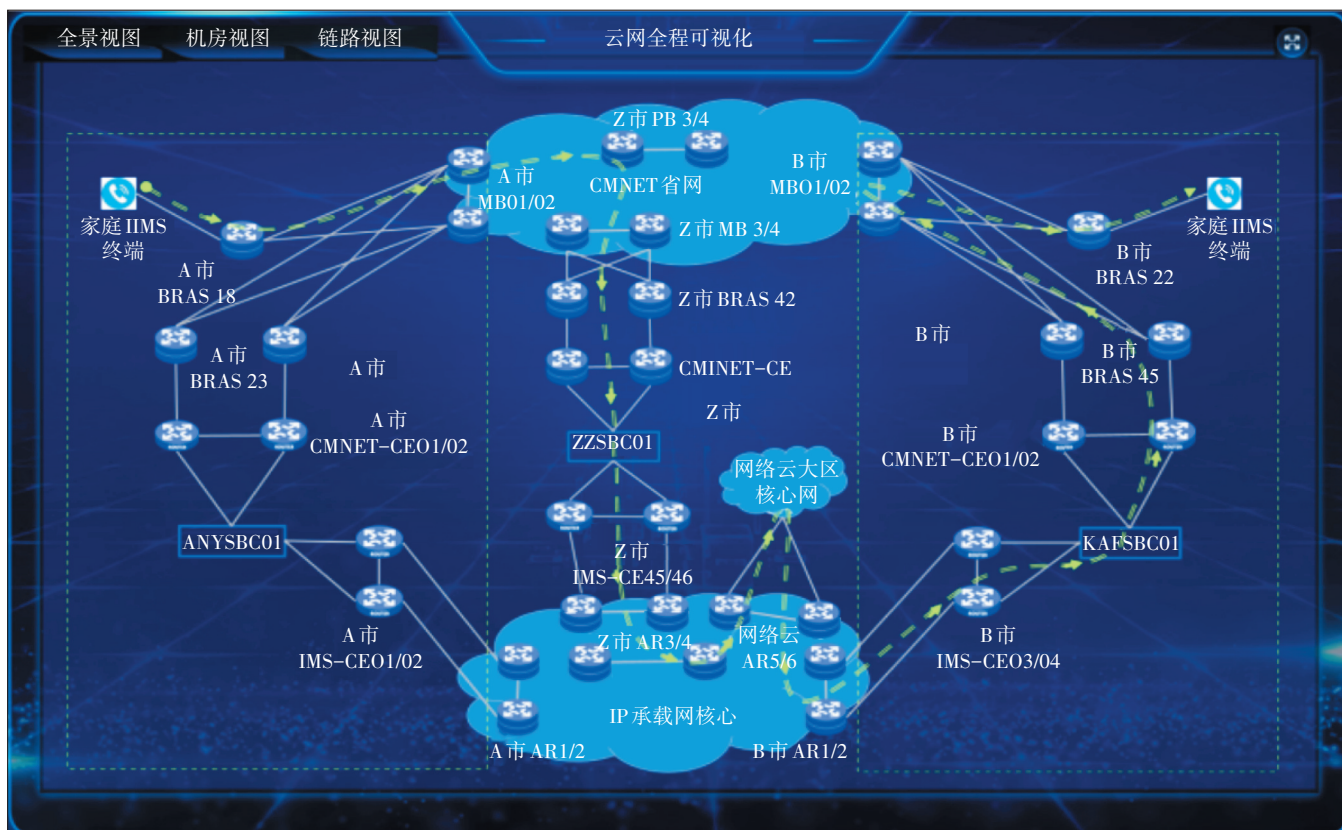 全景视图
机房视图
链路视图
云网全程可视化
Z市PB 3/4
CMNET省网
A市
MB01/02
B市
MBO1/02
Z市MB 3/4
家庭IIMS
终端
A市
BRAS 18
B市
BRAS 22
家庭IIMS
终端
Z市BRAS 42
A市
BRAS 23
A市
CMINET-CE
B市
B市
BRAS 45
A市
CMNET-CEO1/02
Z市
ZZSBC01
B市
CMNET-CEO1/02
网络云大区
核心网
ANYSBC01
Z市
IMS-CE45/46
KAFSBC01
A市
IMS-CEO1/02
Z市AR3/4
网络云
AR5/6
B市
IMS-CEO3/04
IP承载网核心
A市AR1/2
B市AR1/2